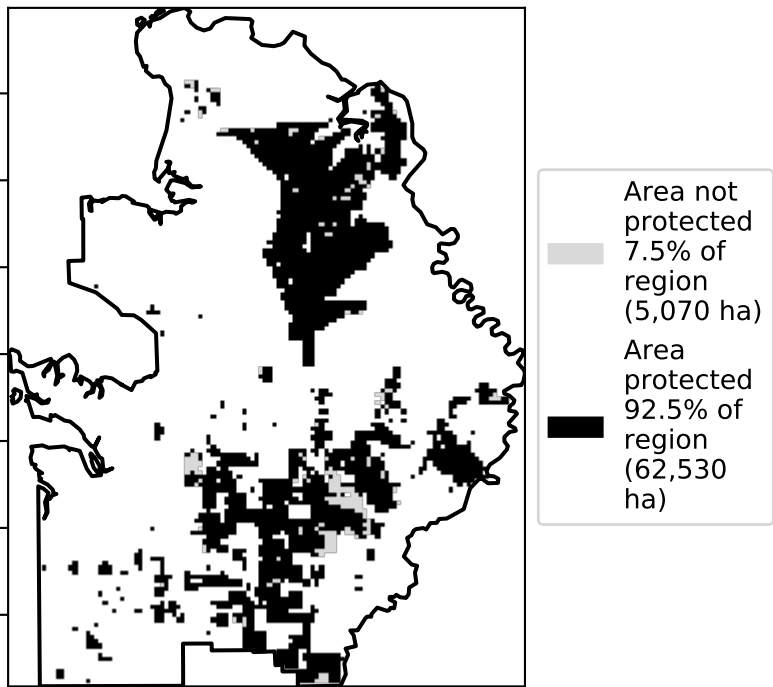 Area not
protected
7.5% of
region
(5,070 ha)
Area
protected
92.5% of
region
(62,530
ha)